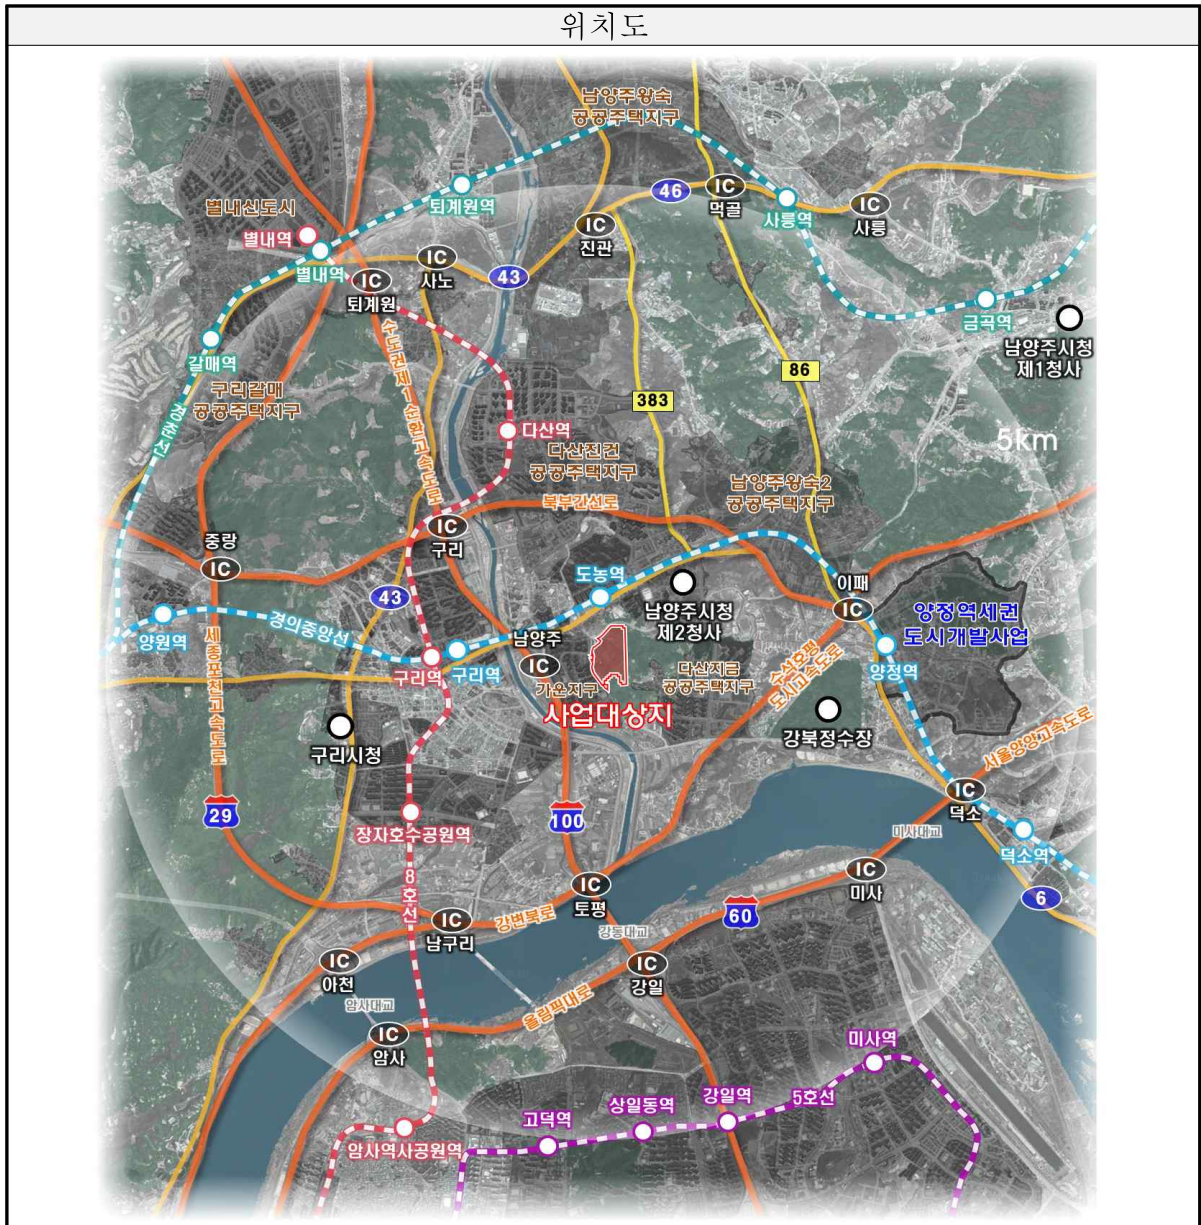 위치도
남양주왕숙
공공주택지구
46
IC
먹골
퇴계원역
별내신도시
사릉역
IC
사릉
IC
진관
별내역
별내역
IC
사노
43
IC
퇴계원
금곡역
남양주시청
제1청사
갈매역
수도권제1순환고속도로
86
구리갈매
공공주택지구
383
경춘선
다산역
5km
다산진건
공공주택지구
남양주왕숙2
공공주택지구
북부간선로
IC
구리
중랑
IC
도농역
이패
IC
43
남양주시청
제2청사
양정역세권
도시개발사업
양원역
경의중앙선
남양주
IC
구리역
구리역
양정역
세종포천고속도로
가운지구
다산지금
공공주택지구
수석호평
도시고속도로
사업대상지
강북정수장
구리시청
서울양양고속도로
IC
덕소
29
100
장자호수공원역
미사대교
덕소역
8호선
IC
미사
IC
토평
6
60
IC
남구리
강변북로
강동대교
IC
아천
IC
강일
암사대교
올림픽대로
IC
암사
미사역
강일역
5호선
상일동역
고덕역
암사역사공원역